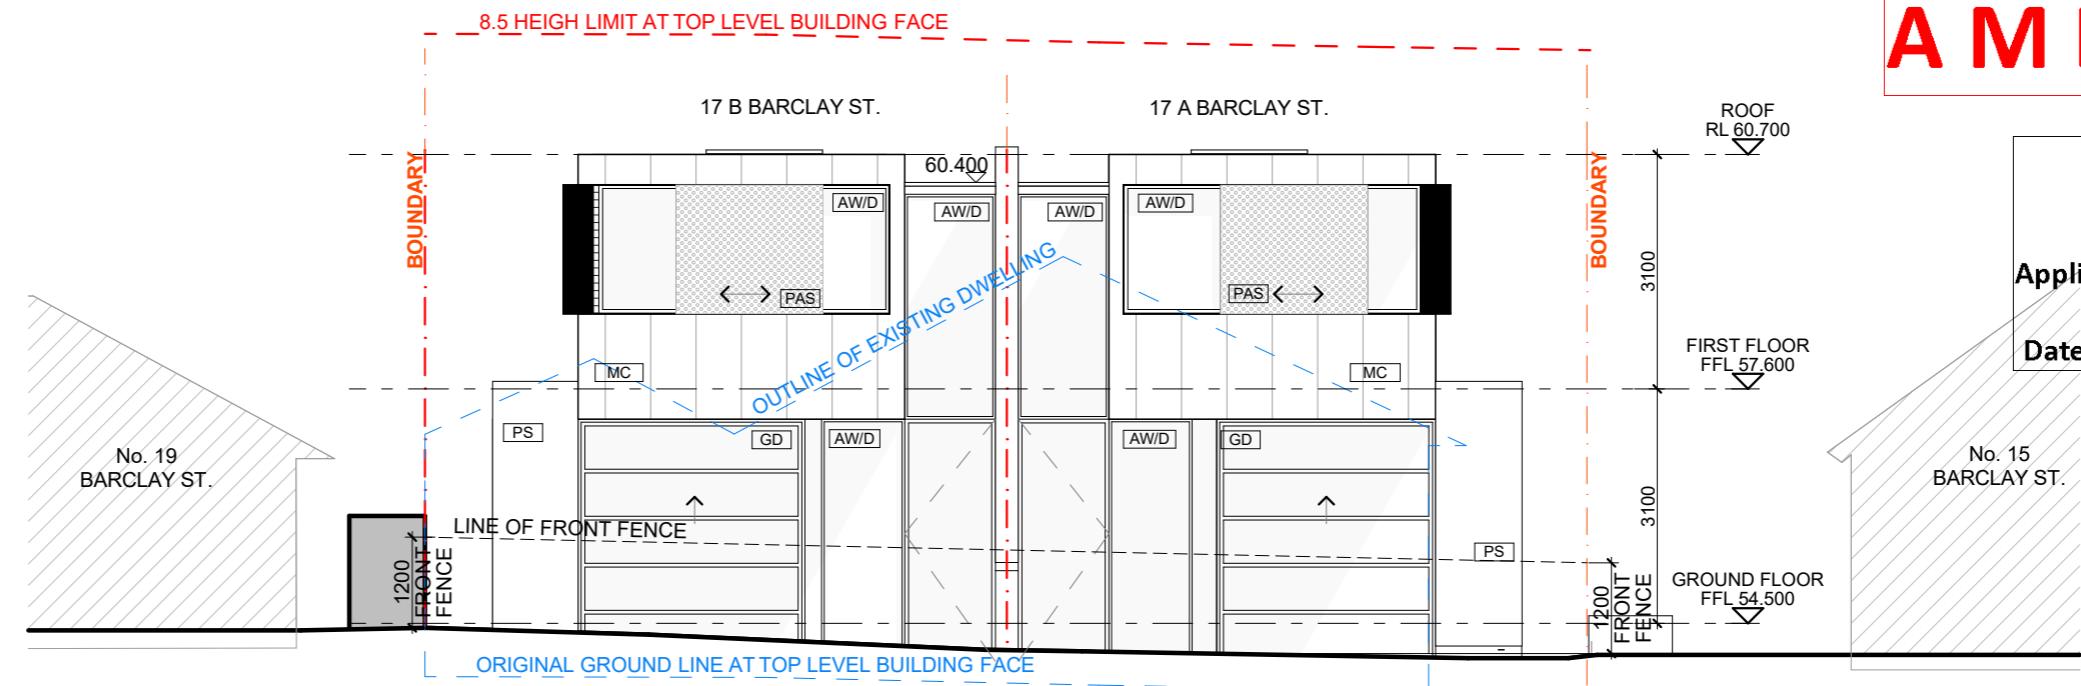 8.5 HEIGH LIMIT AT TOP LEVEL BUILDING FACE
A M
17 B BARCLAY ST.
17 A BARCLAY ST.
ROOF
RL 60.700
BOUNDARY
60.400
BOUNDARY
AW/D
AW/D
AW/D
AW/D
3100
Appli
PAS
PAS
OUTLINE OF EXISTING DWELLING
FIRST FLOOR
FFL 57.600
Date
MC
MC
PS
GD
AW/D
AW/D
GD
No. 19
BARCLAY ST.
No. 15
BARCLAY ST.
3100
LINE OF FRONT FENCE
PS
1200
FRONT
FENCE
1200
FRONT
FENCE
GROUND FLOOR
FFL 54.500
ORIGINAL GROUND LINE AT TOP LEVEL BUILDING FACE